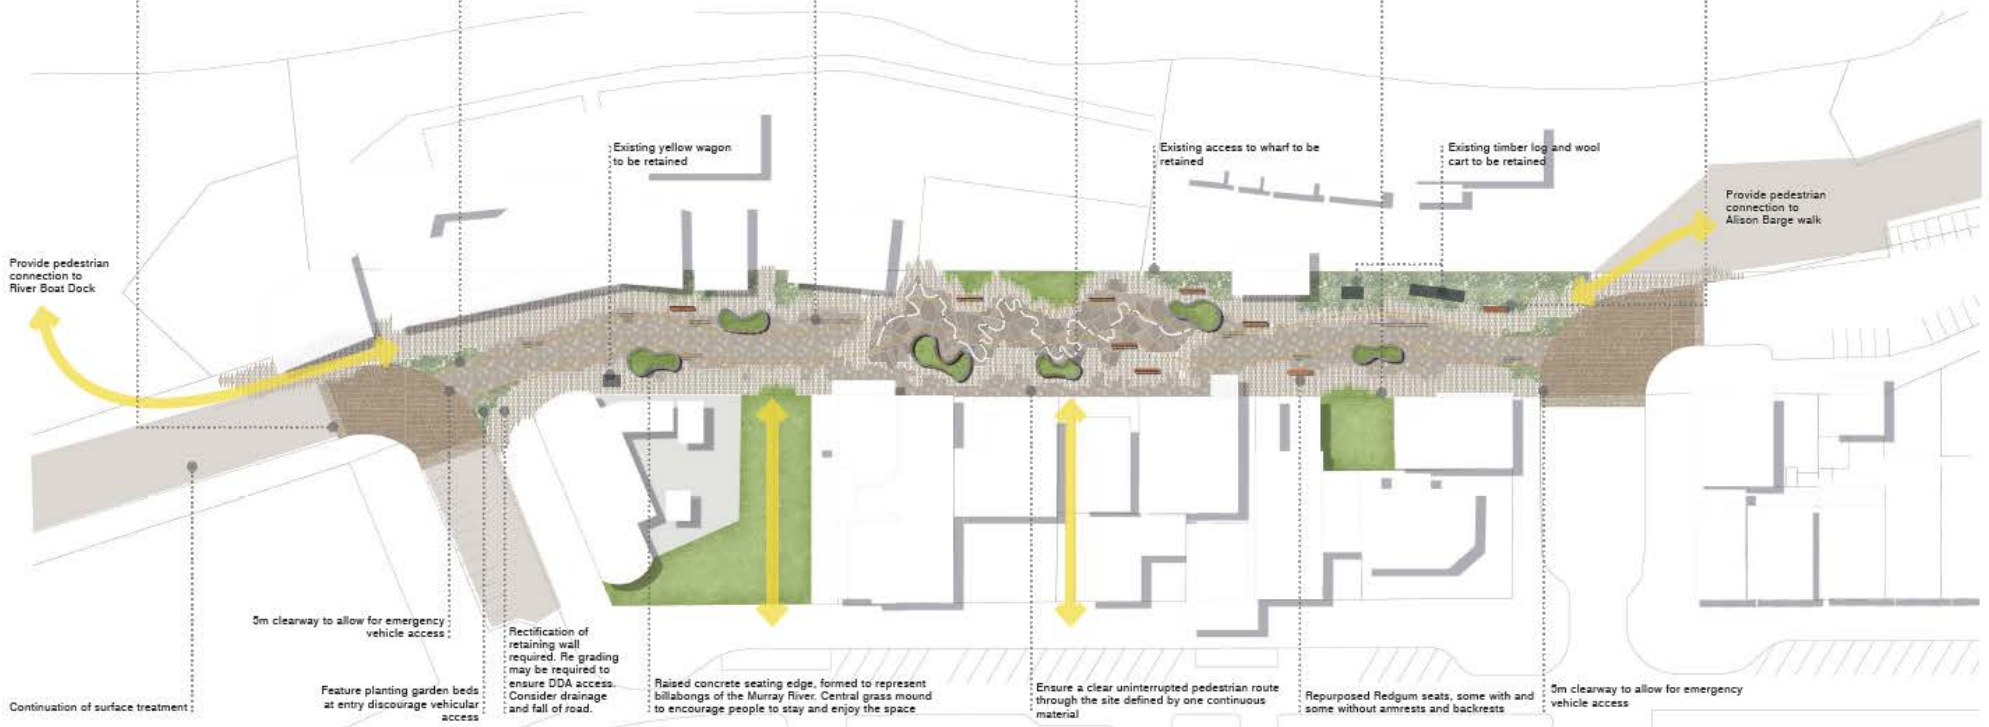 Existing yellow wagon
to be retained
Existing access to wharf to be
retained
Existing timber log and wool
cart to be retained
Provide pedestrian
connection to
Alison Barge walk
Provide pedestrian
connection to
River Boat Dock
5m clearway to allow for emergency
vehicle access
Rectification of
retaining wall
required. Re grading
may be required to
ensure DDA access.
Consider drainage
and fall of road.
Continuation of surface treatment
Feature planting garden beds
at entry discourage vehicular
access
Raised concrete seating edge, formed to represent
billabongs of the Murray River. Central grass mound
to encourage people to stay and enjoy the space
Ensure a clear uninterrupted pedestrian route
through the site defined by one continuous
material
Repurposed Redgum seats, some with and
some without armrests and backrests
5m clearway to allow for emergency
vehicle access